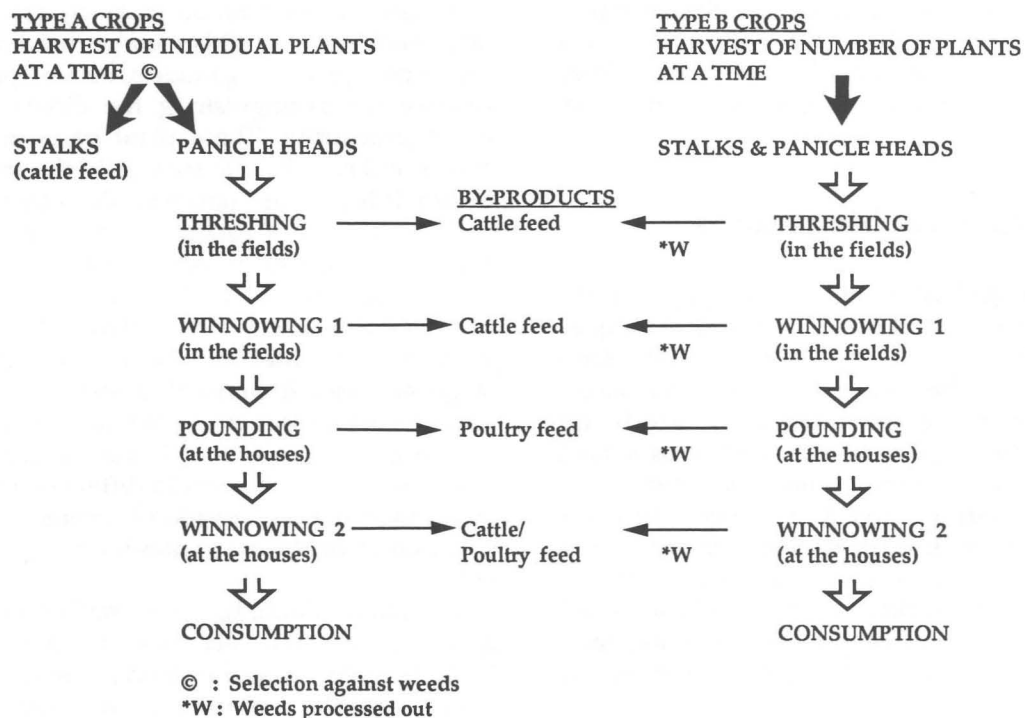 TYPE A CROPS
HARVEST OF INIVIDUAL PLANTS
AT A TIME ©
STALKS
(cattle feed)
PANICLE HEADS
THRESHING
(in the fields)
WINNOWING 1
(in the fields)
POUNDING
(at the houses)
WINNOWING 2
(at the houses)
CONSUMPTION
BY-PRODUCTS
Cattle feed
Cattle feed
Poultry feed
Cattle/
Poultry feed
*W
*W
*W
*W
TYPE B CROPS
HARVEST OF NUMBER OF PLANTS
AT A TIME
STALKS & PANICLE HEADS
THRESHING
(in the fields)
WINNOWING 1
(in the fields)
POUNDING
(at the houses)
WINNOWING 2
(at the houses)
CONSUMPTION
© : Selection against weeds
*W : Weeds processed out